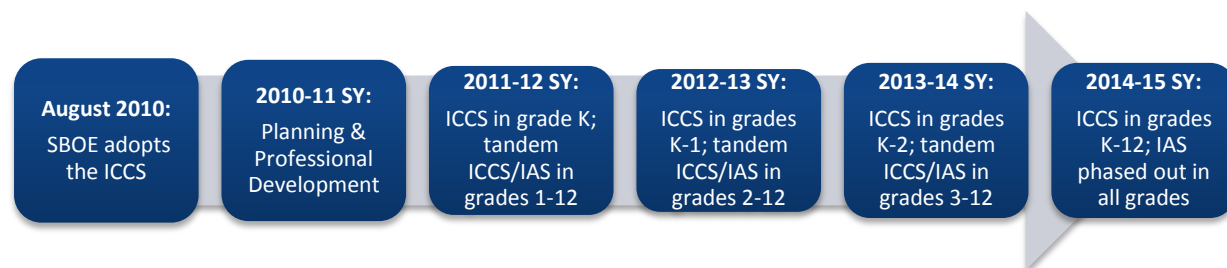 August 2010:
SBOE adopts
the ICCS
2010-11 SY:
Planning &
Professional
Development
2011-12 SY:
ICCS in grade K;
tandem
ICCS/IAS in
grades 1-12
2012-13 SY:
ICCS in grades
K-1; tandem
ICCS/IAS in
grades 2-12
2013-14 SY:
ICCS in grades
K-2; tandem
ICCS/IAS in
grades 3-12
2014-15 SY:
ICCS in grades
K-12; IAS
phased out in
all grades